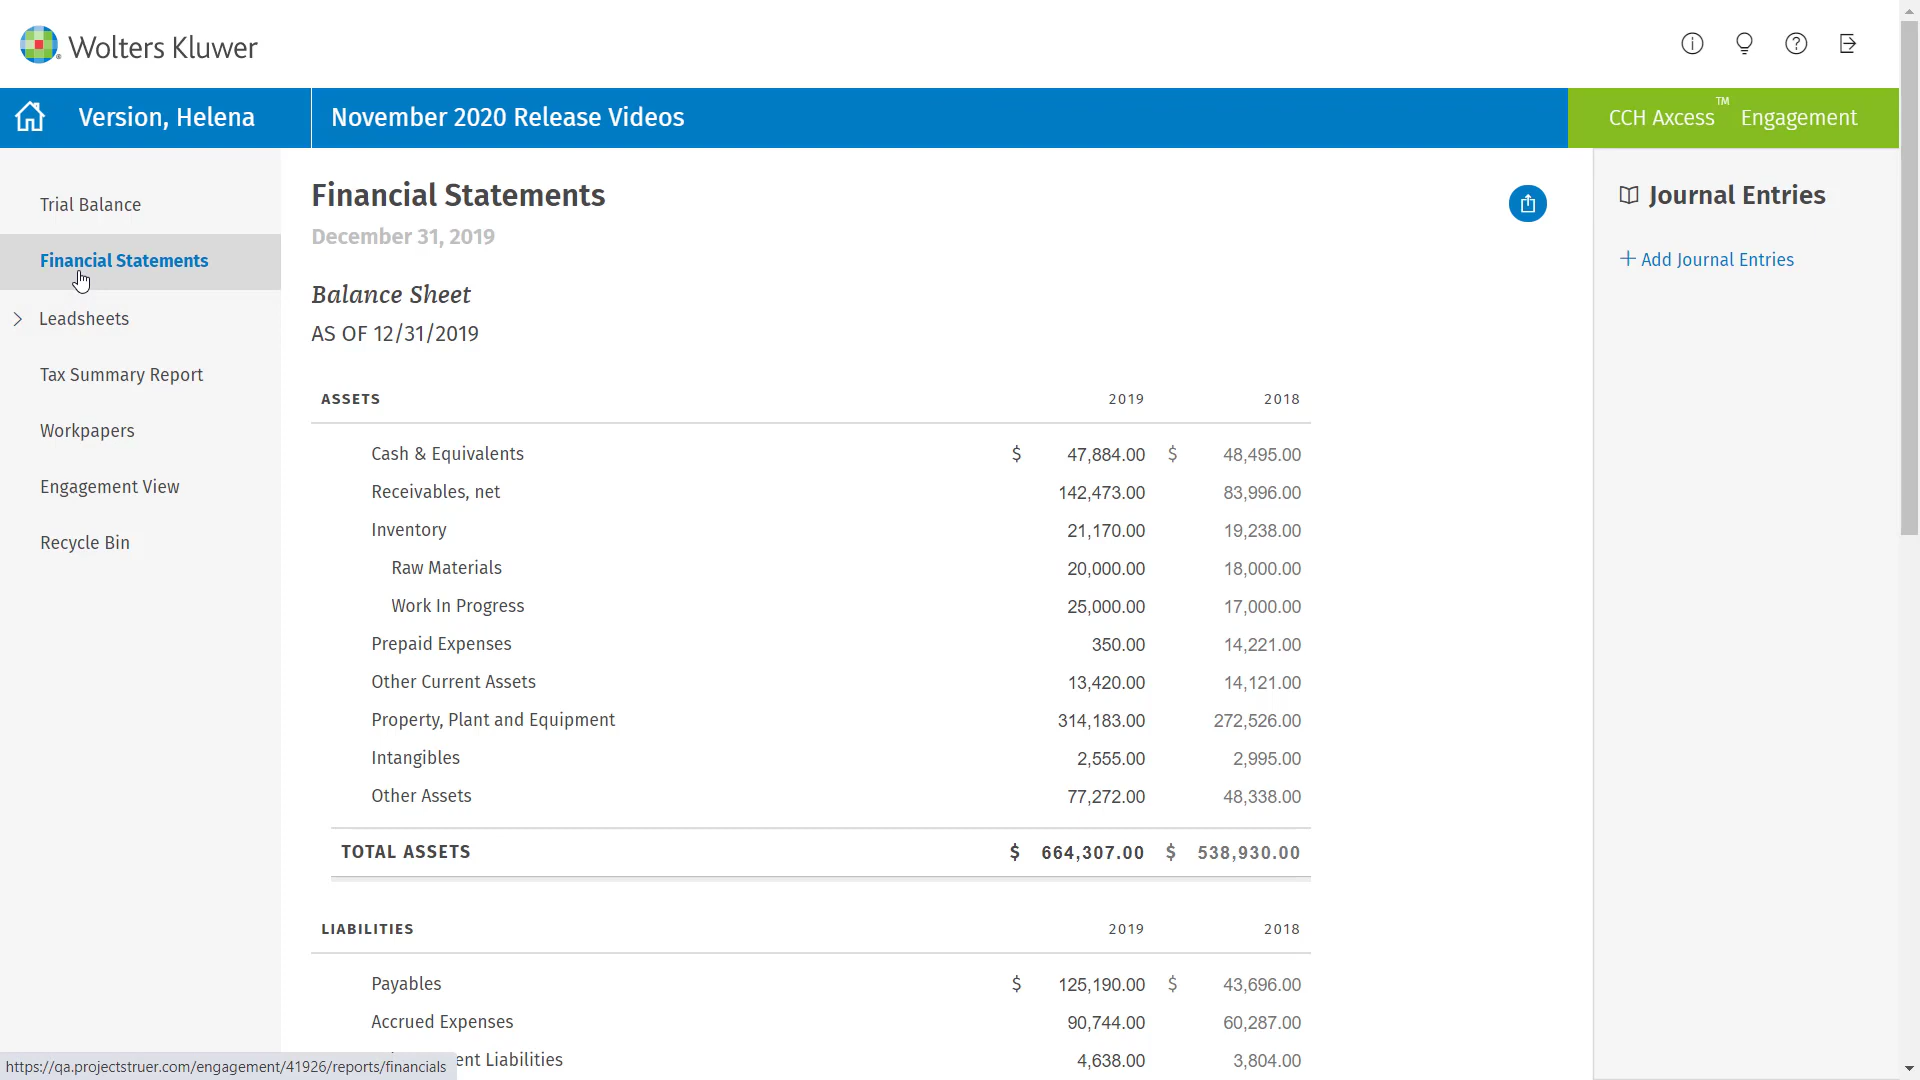 Wolters Kluwer
Version, Helena
November 2020 Release Videos
CCH Axcess™ Engagement
Trial Balance
Financial Statements
Leadsheets
Tax Summary Report
Workpapers
Engagement View
Recycle Bin
Financial Statements
December 31, 2019
Balance Sheet
AS OF 12/31/2019
ASSETS 2019 2018
Cash & Equivalents $ 47,884.00 $ 48,495.00
Receivables, net 142,473.00 83,996.00
Inventory 21,170.00 19,238.00
Raw Materials 20,000.00 18,000.00
Work In Progress 25,000.00 17,000.00
Prepaid Expenses 350.00 14,221.00
Other Current Assets 13,420.00 14,121.00
Property, Plant and Equipment 314,183.00 272,526.00
Intangibles 2,555.00 2,995.00
Other Assets 77,272.00 48,338.00
TOTAL ASSETS $ 664,307.00 $ 538,930.00
LIABILITIES 2019 2018
Payables $ 125,190.00 $ 43,696.00
Accrued Expenses 90,744.00 60,287.00
Liabilities 4,638.00 3,804.00
Journal Entries
+ Add Journal Entries
https://qa.projectstruer.com/engagement/41926/reports/financials